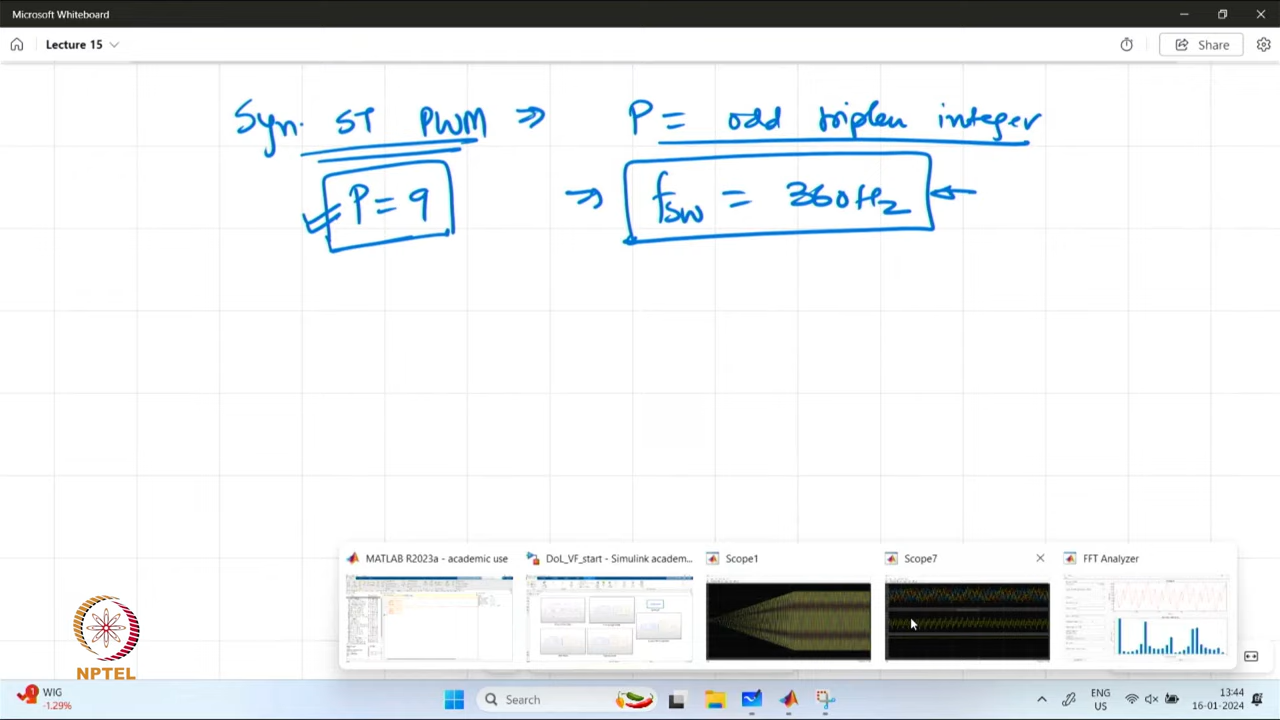 Microsoft Whiteboard
Lecture 15
Share
Syn. ST PWM ⇒ P = odd triplen integer
P = 9 ⇒ fsw = 360Hz ←
MATLAB R2023a - academic use
DoL_VF_start - Simulink academ...
Scope1
Scope7
FFT Analyzer
NPTEL
1
WIG
-1.29%
Search
ENG
US
13:44
16-01-2024